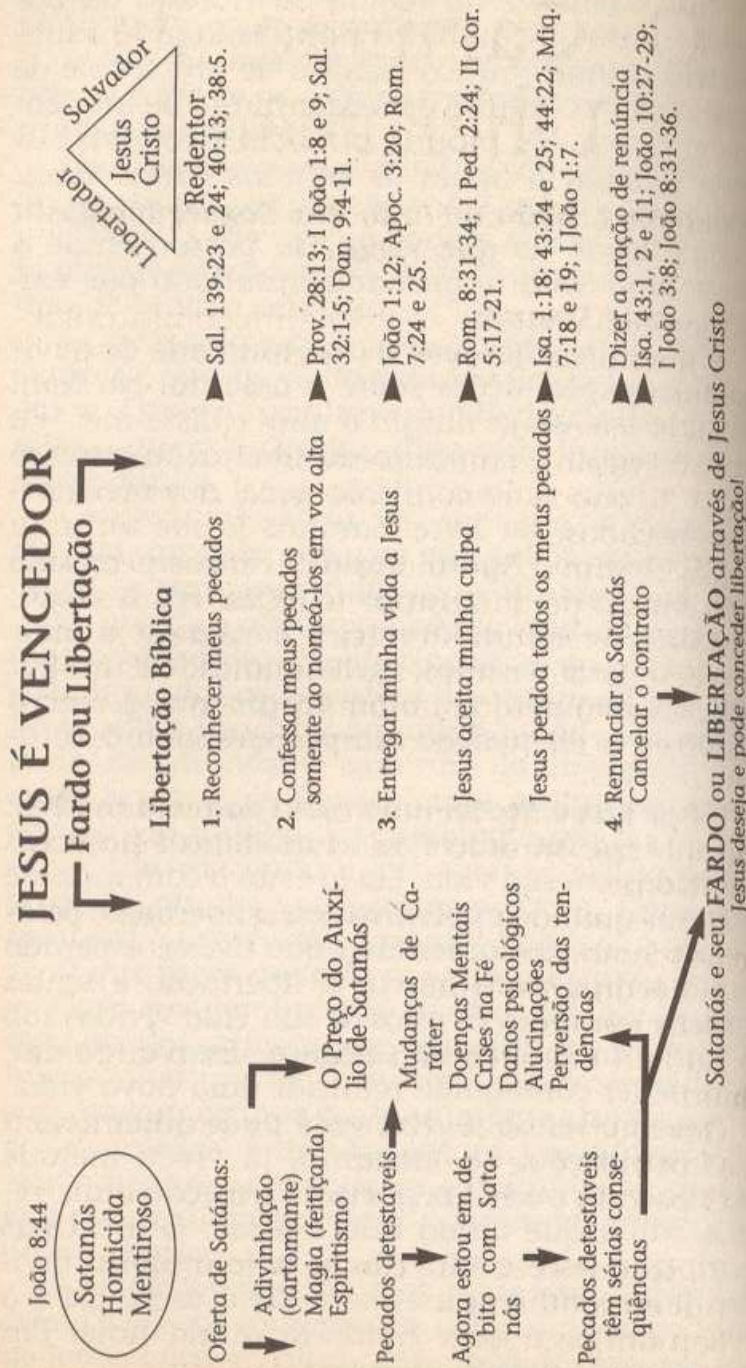 JESUS É VENCEDOR
Fardo ou Libertação
João 8:44
Satanás
Homicida
Mentiroso
Oferta de Satánas:
Adivinhação
(cartomante)
Magia (feitiçaria)
Espiritismo
Pecados detestáveis
Agora estou em dé-
bito com Sata-
nás
Pecados detestáveis
têm sérias conse-
qüências
O Preço do Auxí-
lio de Satanás
Mudanças de Ca-
ráter
Doenças Mentais
Crises na Fé
Danos psicológicos
Alucinações
Perversão das ten-
dências
Libertação Bíblica
1. Reconhecer meus pecados
2. Confessar meus pecados
somente ao nomeá-los em voz alta
3. Entregar minha vida a Jesus
Jesus aceita minha culpa
Jesus perdoa todos os meus pecados
4. Renunciar a Satanás
Cancelar o contrato
Libertador
Salvador
Jesus
Cristo
Redentor
Sal. 139:23 e 24; 40:13; 38:5.
Prov. 28:13; I João 1:8 e 9; Sal.
32:1-5; Dan. 9:4-11.
João 1:12; Apoc. 3:20; Rom.
7:24 e 25.
Rom. 8:31-34; I Ped. 2:24; II Cor.
5:17-21.
Isa. 1:18; 43:24 e 25; 44:22; Miq.
7:18 e 19; I João 1:7.
Dizer a oração de renúncia
Isa. 43:1, 2 e 11; João 10:27-29;
I João 3:8; João 8:31-36.
Satanás e seu FARDO ou LIBERTAÇÃO através de Jesus Cristo
Jesus deseja e pode conceder libertação!